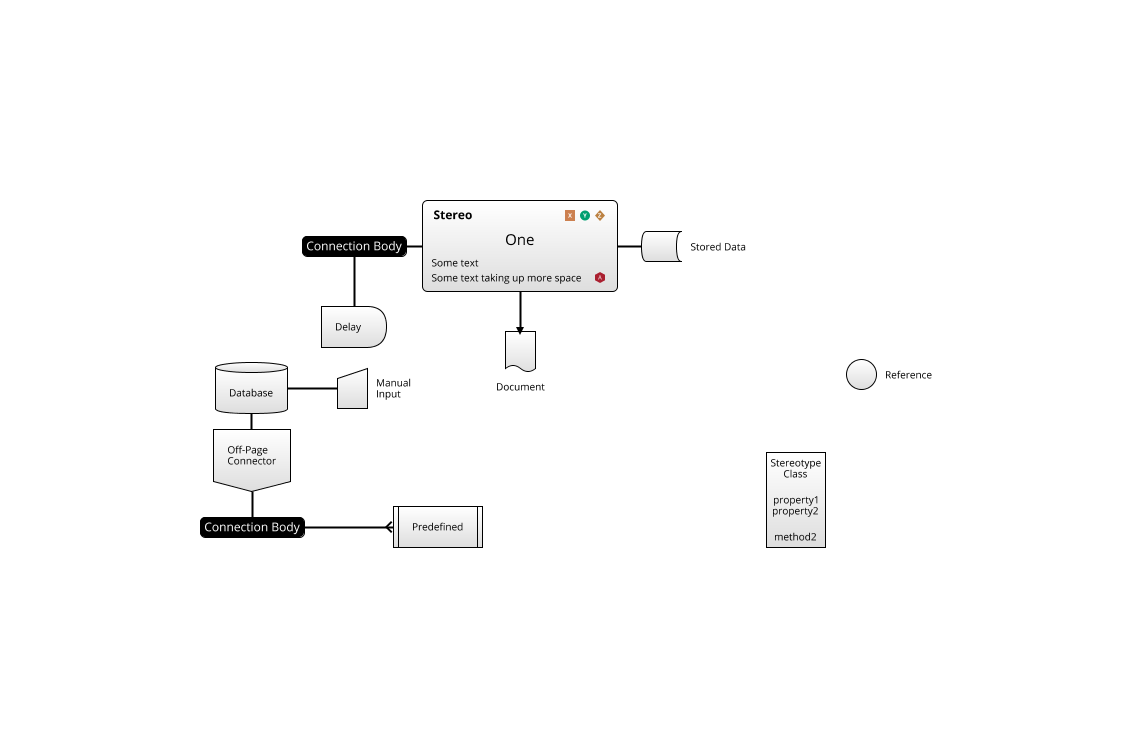 Stereo
X
Y
Z
One
Some text
Some text taking up more space
A
Connection Body
Stored Data
Delay
Document
Database
Manual
Input
Reference
Off-Page
Connector
Stereotype
Class
property1
property2
method2
Connection Body
Predefined